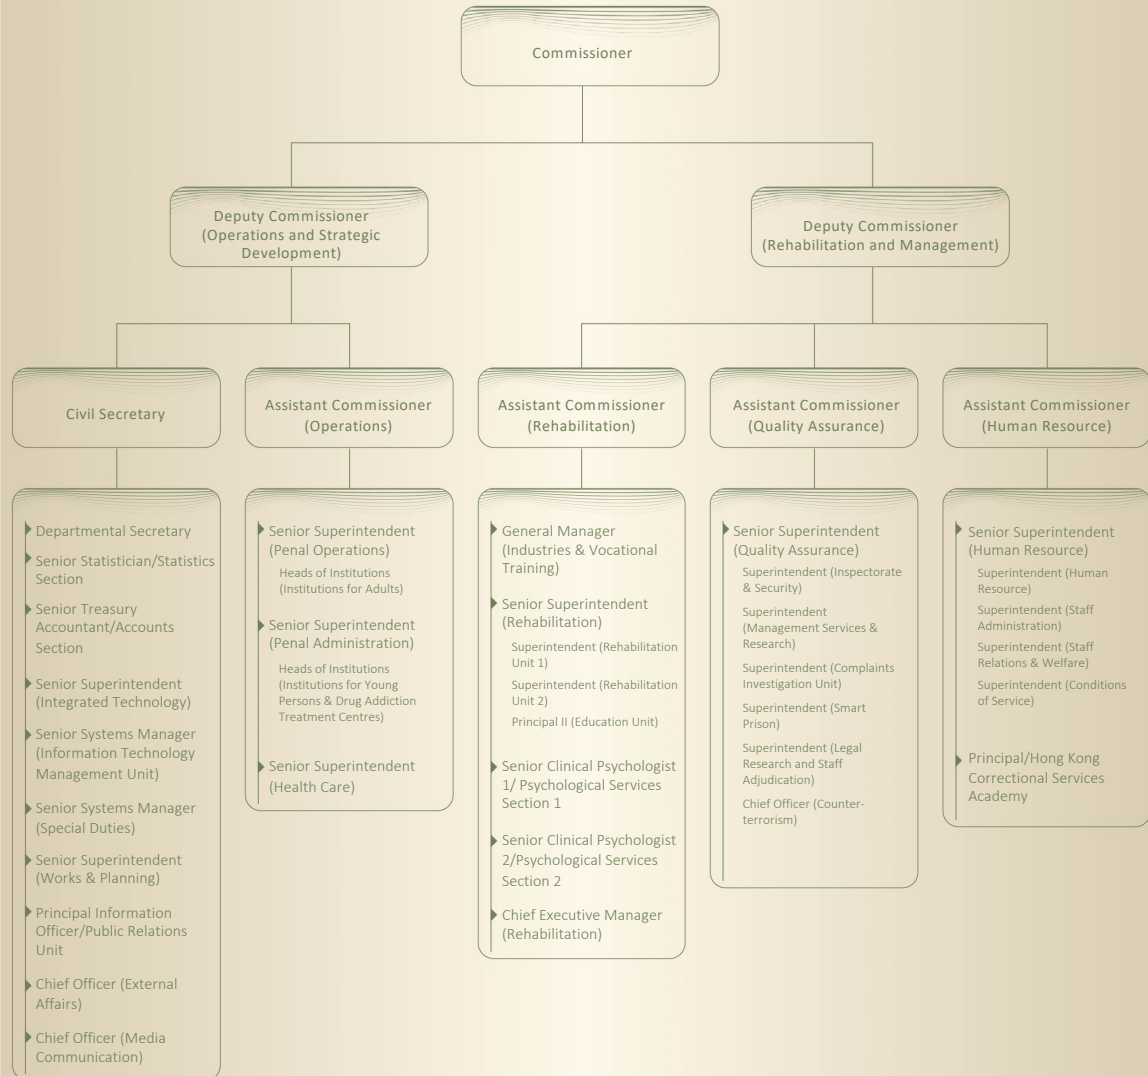 Commissioner
Deputy Commissioner
(Operations and Strategic
Development)
Deputy Commissioner
(Rehabilitation and Management)
Civil Secretary
Assistant Commissioner
(Operations)
Assistant Commissioner
(Rehabilitation)
Assistant Commissioner
(Quality Assurance)
Assistant Commissioner
(Human Resource)
Departmental Secretary
Senior Statistician/Statistics
Section
Senior Treasury
Accountant/Accounts
Section
Senior Superintendent
(Integrated Technology)
Senior Systems Manager
(Information Technology
Management Unit)
Senior Systems Manager
(Special Duties)
Senior Superintendent
(Works & Planning)
Principal Information
Officer/Public Relations
Unit
Chief Officer (External
Affairs)
Chief Officer (Media
Communication)
Senior Superintendent
(Penal Operations)
Heads of Institutions
(Institutions for Adults)
Senior Superintendent
(Penal Administration)
Heads of Institutions
(Institutions for Young
Persons & Drug Addiction
Treatment Centres)
Senior Superintendent
(Health Care)
General Manager
(Industries & Vocational
Training)
Senior Superintendent
(Rehabilitation)
Superintendent (Rehabilitation
Unit 1)
Superintendent (Rehabilitation
Unit 2)
Principal II (Education Unit)
Senior Clinical Psychologist
1/ Psychological Services
Section 1
Senior Clinical Psychologist
2/Psychological Services
Section 2
Chief Executive Manager
(Rehabilitation)
Senior Superintendent
(Quality Assurance)
Superintendent (Inspectorate
& Security)
Superintendent
(Management Services &
Research)
Superintendent (Complaints
Investigation Unit)
Superintendent (Smart
Prison)
Superintendent (Legal
Research and Staff
Adjudication)
Chief Officer (Counter-
terrorism)
Senior Superintendent
(Human Resource)
Superintendent (Human
Resource)
Superintendent (Staff
Administration)
Superintendent (Staff
Relations & Welfare)
Superintendent (Conditions
of Service)
Principal/Hong Kong
Correctional Services
Academy